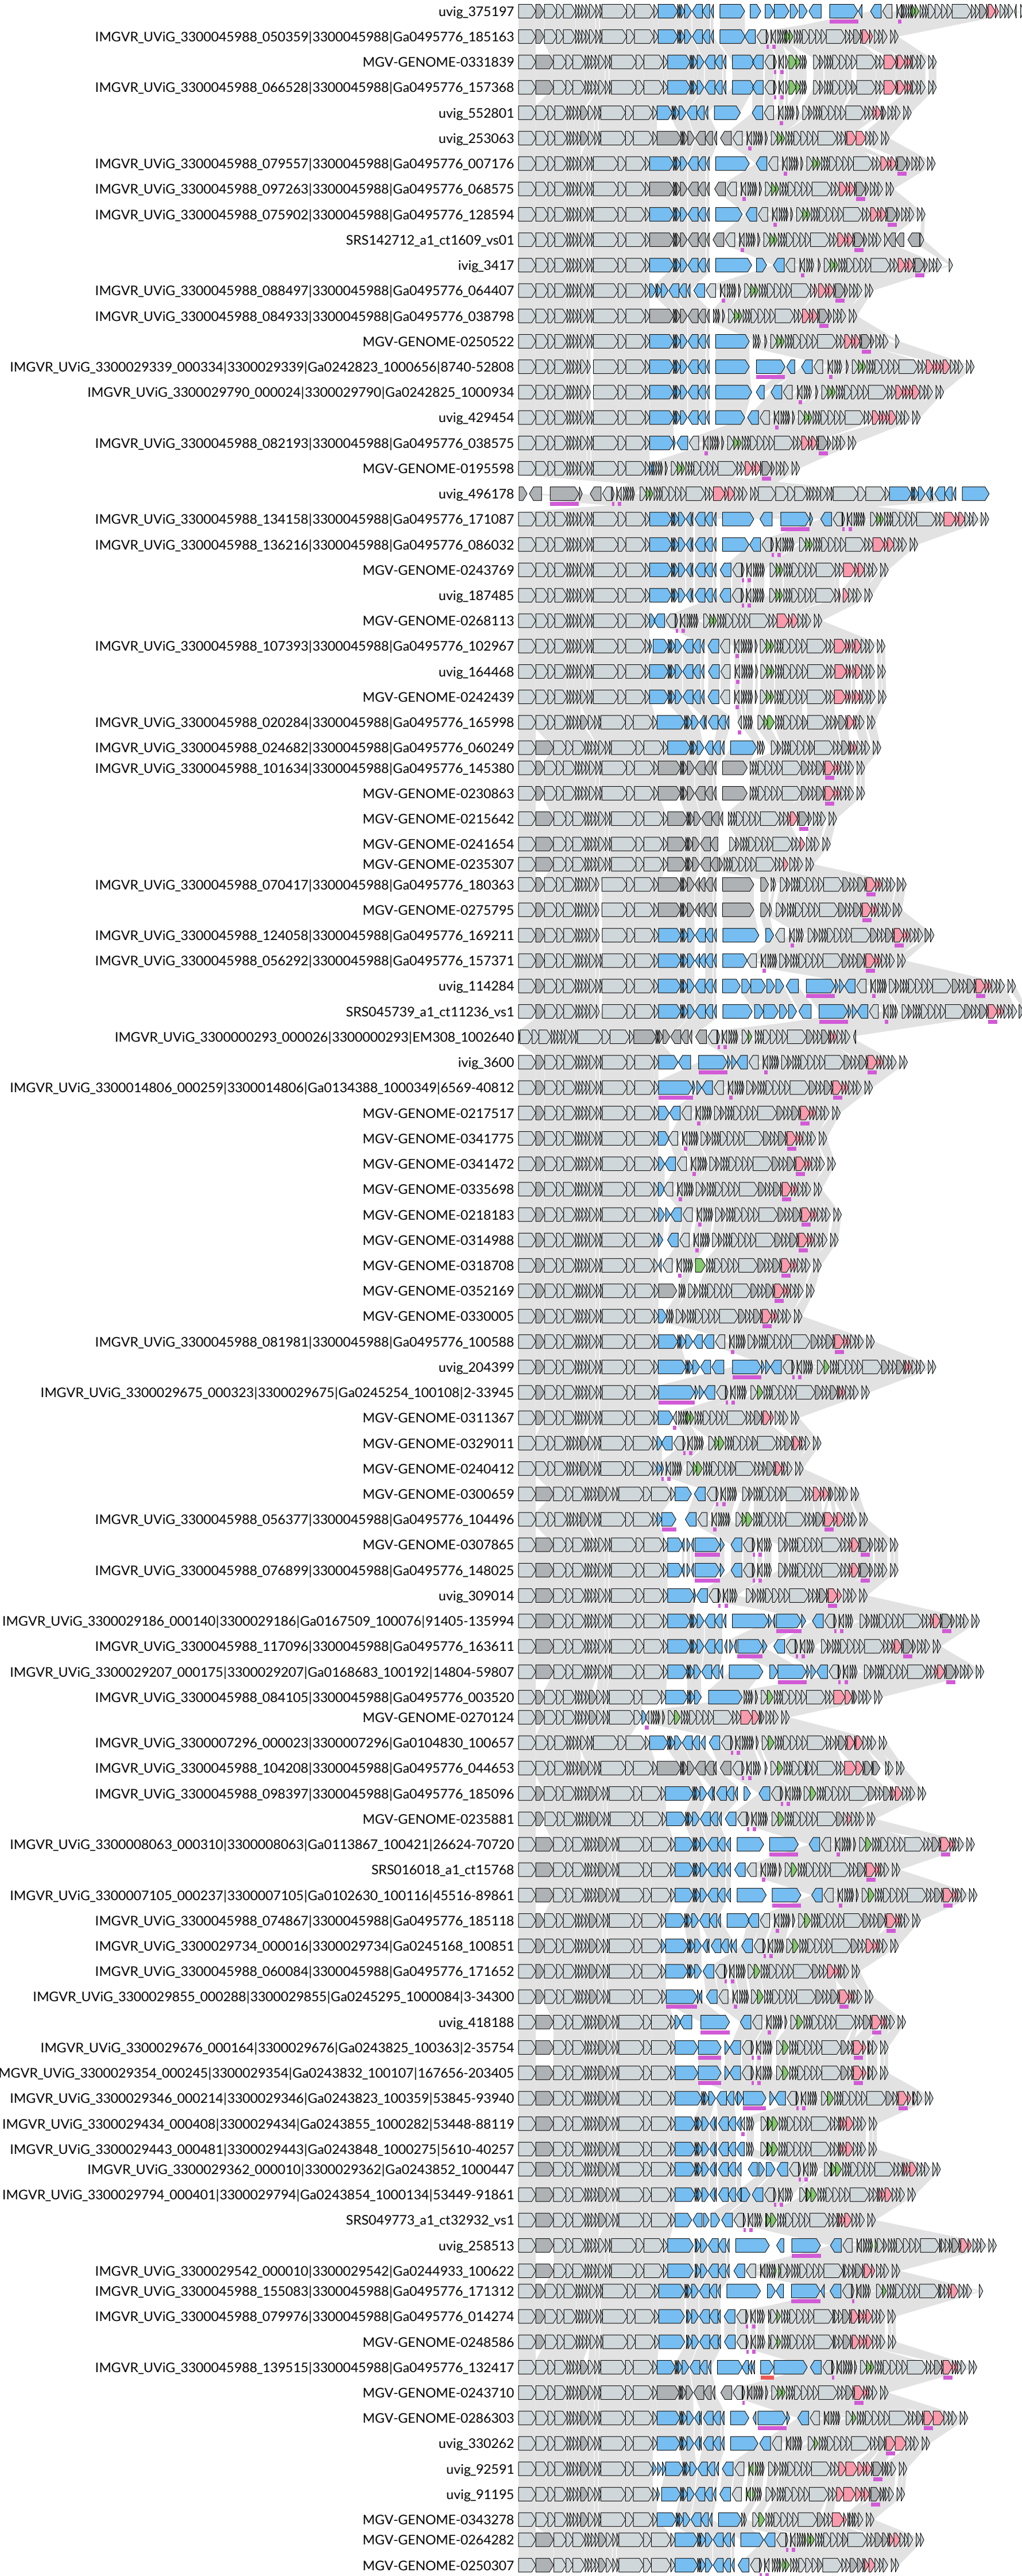 uvig_375197
IMGVR_UViG_3300045988_050359|3300045988|Ga0495776_185163
MGV-GENOME-0331839
IMGVR_UViG_3300045988_066528|3300045988|Ga0495776_157368
uvig_552801
uvig_253063
IMGVR_UViG_3300045988_079557|3300045988|Ga0495776_007176
IMGVR_UViG_3300045988_097263|3300045988|Ga0495776_068575
IMGVR_UViG_3300045988_075902|3300045988|Ga0495776_128594
SRS142712_a1_ct1609_vs01
ivig_3417
IMGVR_UViG_3300045988_088497|3300045988|Ga0495776_064407
IMGVR_UViG_3300045988_084933|3300045988|Ga0495776_038798
MGV-GENOME-0250522
IMGVR_UViG_3300029339_000334|3300029339|Ga0242823_1000656|8740-52808
IMGVR_UViG_3300029790_000024|3300029790|Ga0242825_1000934
uvig_429454
IMGVR_UViG_3300045988_082193|3300045988|Ga0495776_038575
MGV-GENOME-0195598
uvig_496178
IMGVR_UViG_3300045988_134158|3300045988|Ga0495776_171087
IMGVR_UViG_3300045988_136216|3300045988|Ga0495776_086032
MGV-GENOME-0243769
uvig_187485
MGV-GENOME-0268113
IMGVR_UViG_3300045988_107393|3300045988|Ga0495776_102967
uvig_164468
MGV-GENOME-0242439
IMGVR_UViG_3300045988_020284|3300045988|Ga0495776_165998
IMGVR_UViG_3300045988_024682|3300045988|Ga0495776_060249
IMGVR_UViG_3300045988_101634|3300045988|Ga0495776_145380
MGV-GENOME-0230863
MGV-GENOME-0215642
MGV-GENOME-0241654
MGV-GENOME-0235307
IMGVR_UViG_3300045988_070417|3300045988|Ga0495776_180363
MGV-GENOME-0275795
IMGVR_UViG_3300045988_124058|3300045988|Ga0495776_169211
IMGVR_UViG_3300045988_056292|3300045988|Ga0495776_157371
uvig_114284
SRS045739_a1_ct11236_vs1
IMGVR_UViG_3300000293_000026|3300000293|EM308_1002640
ivig_3600
IMGVR_UViG_3300014806_000259|3300014806|Ga0134388_1000349|6569-40812
MGV-GENOME-0217517
MGV-GENOME-0341775
MGV-GENOME-0341472
MGV-GENOME-0335698
MGV-GENOME-0218183
MGV-GENOME-0314988
MGV-GENOME-0318708
MGV-GENOME-0352169
MGV-GENOME-0330005
IMGVR_UViG_3300045988_081981|3300045988|Ga0495776_100588
uvig_204399
IMGVR_UViG_3300029675_000323|3300029675|Ga0245254_100108|2-33945
MGV-GENOME-0311367
MGV-GENOME-0329011
MGV-GENOME-0240412
MGV-GENOME-0300659
IMGVR_UViG_3300045988_056377|3300045988|Ga0495776_104496
MGV-GENOME-0307865
IMGVR_UViG_3300045988_076899|3300045988|Ga0495776_148025
uvig_309014
IMGVR_UViG_3300029186_000140|3300029186|Ga0167509_100076|91405-135994
IMGVR_UViG_3300045988_117096|3300045988|Ga0495776_163611
IMGVR_UViG_3300029207_000175|3300029207|Ga0168683_100192|14804-59807
IMGVR_UViG_3300045988_084105|3300045988|Ga0495776_003520
MGV-GENOME-0270124
IMGVR_UViG_3300007296_000023|3300007296|Ga0104830_100657
IMGVR_UViG_3300045988_104208|3300045988|Ga0495776_044653
IMGVR_UViG_3300045988_098397|3300045988|Ga0495776_185096
MGV-GENOME-0235881
IMGVR_UViG_3300008063_000310|3300008063|Ga0113867_100421|26624-70720
SRS016018_a1_ct15768
IMGVR_UViG_3300007105_000237|3300007105|Ga0102630_100116|45516-89861
IMGVR_UViG_3300045988_074867|3300045988|Ga0495776_185118
IMGVR_UViG_3300029734_000016|3300029734|Ga0245168_100851
IMGVR_UViG_3300045988_060084|3300045988|Ga0495776_171652
IMGVR_UViG_3300029855_000288|3300029855|Ga0245295_1000084|3-34300
uvig_418188
IMGVR_UViG_3300029676_000164|3300029676|Ga0243825_100363|2-35754
MGVR_UViG_3300029354_000245|3300029354|Ga0243832_100107|167656-203405
IMGVR_UViG_3300029346_000214|3300029346|Ga0243823_100359|53845-93940
IMGVR_UViG_3300029434_000408|3300029434|Ga0243855_1000282|53448-88119
IMGVR_UViG_3300029443_000481|3300029443|Ga0243848_1000275|5610-40257
IMGVR_UViG_3300029362_000010|3300029362|Ga0243852_1000447
IMGVR_UViG_3300029794_000401|3300029794|Ga0243854_1000134|53449-91861
SRS049773_a1_ct32932_vs1
uvig_258513
IMGVR_UViG_3300029542_000010|3300029542|Ga0244933_100622
IMGVR_UViG_3300045988_155083|3300045988|Ga0495776_171312
IMGVR_UViG_3300045988_079976|3300045988|Ga0495776_014274
MGV-GENOME-0248586
IMGVR_UViG_3300045988_139515|3300045988|Ga0495776_132417
MGV-GENOME-0243710
MGV-GENOME-0286303
uvig_330262
uvig_92591
uvig_91195
MGV-GENOME-0343278
MGV-GENOME-0264282
MGV-GENOME-0250307